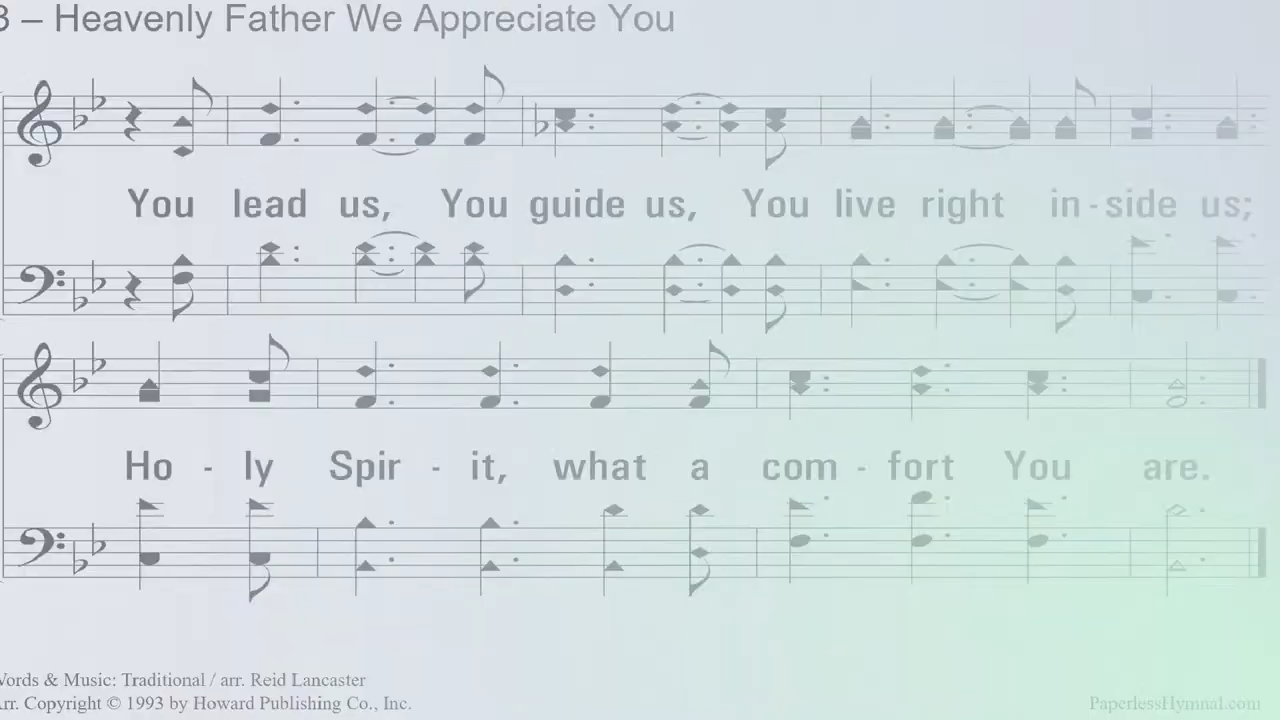 3 – Heavenly Father We Appreciate You
You lead us, You guide us, You live right in - side us;
Ho - ly Spir - it, what a com - fort You are.
Words & Music: Traditional / arr. Reid Lancaster
Arr. Copyright © 1993 by Howard Publishing Co., Inc.
PaperlessHymnal.com